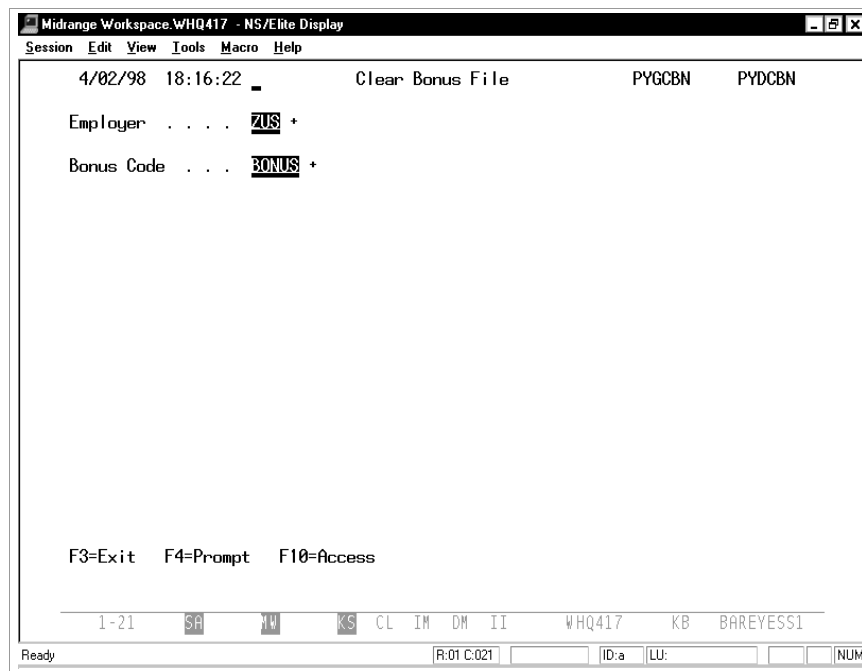 Midrange Workspace.WHQ417 - NS/Elite Display
Session Edit View Tools Macro Help
4/02/98 18:16:22 _ Clear Bonus File PYGCBN PYDCBN
Employer . . . . ZUS +
Bonus Code . . . BONUS +
F3=Exit F4=Prompt F10=Access
1-21 SA MW KS CL IM DM II WHQ417 KB BAREYESS1
Ready R:01 C:021 ID:a LU: NUM